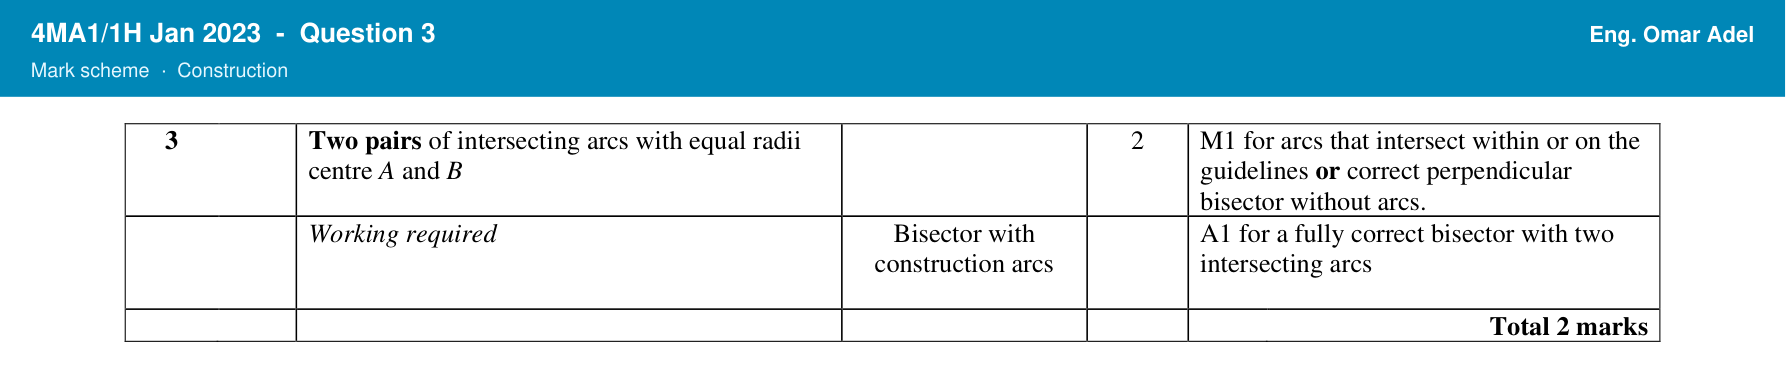 4MA1/1H Jan 2023 - Question 3
Eng. Omar Adel
Mark scheme · Construction
3
Two pairs of intersecting arcs with equal radii
centre A and B
2
M1 for arcs that intersect within or on the
guidelines or correct perpendicular
bisector without arcs.
Working required
Bisector with
construction arcs
A1 for a fully correct bisector with two
intersecting arcs
Total 2 marks